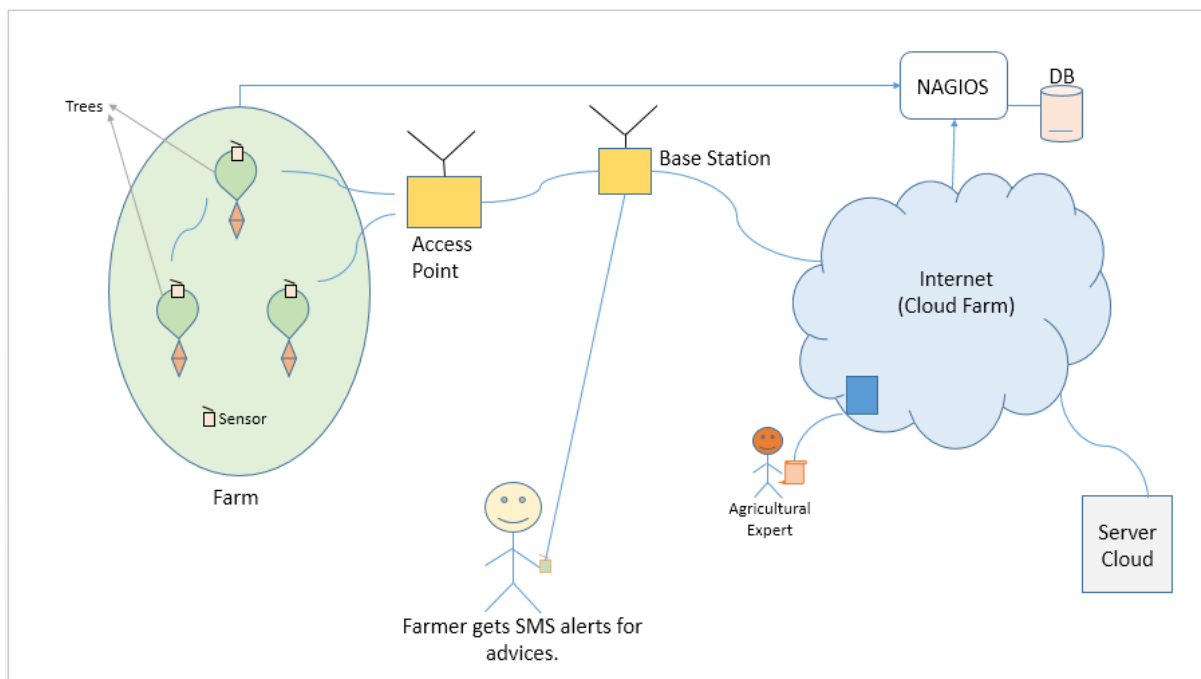 NAGIOS
DB
Trees
Base Station
Access
Point
Internet
(Cloud Farm)
Sensor
Farm
Agricultural
Expert
Server
Cloud
Farmer gets SMS alerts for
advices.